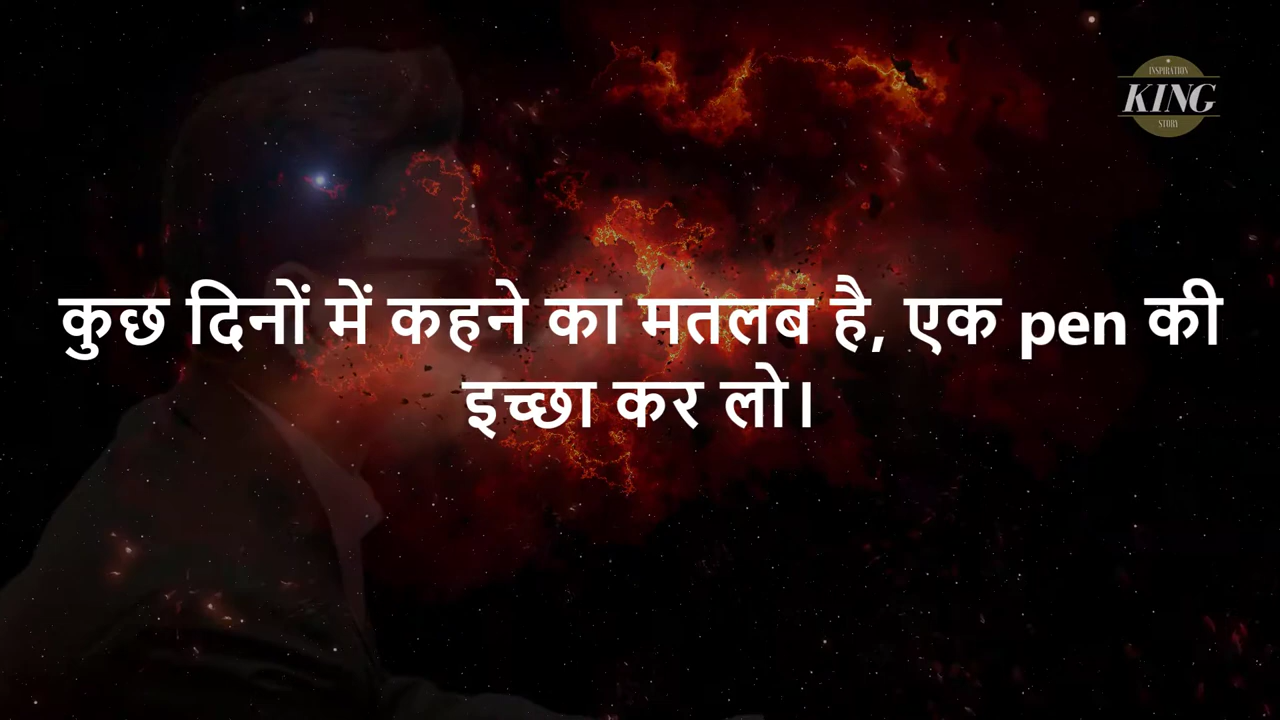 INSPIRATION
KING
STORY
कुछ दिनों में कहने का मतलब है, एक pen की
इच्छा कर लो।